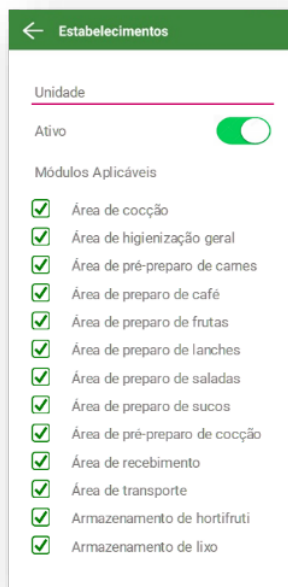 Estabelecimentos
Unidade
Ativo
Módulos Aplicáveis
Área de cocção
Área de higienização geral
Área de pré-preparo de carnes
Área de preparo de café
Área de preparo de frutas
Área de preparo de lanches
Área de preparo de saladas
Área de preparo de sucos
Área de pré-preparo de cocção
Área de recebimento
Área de transporte
Armazenamento de hortifruti
Armazenamento de lixo